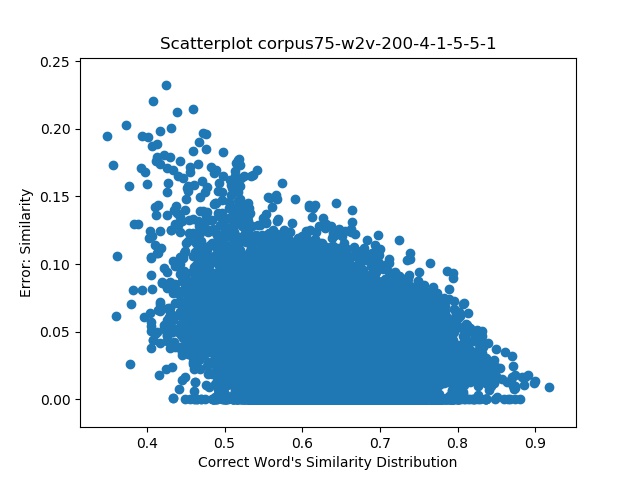 Scatterplot corpus75-w2v-200-4-1-5-5-1
0.25
0.20
0.15
0.10
0.05
0.00
Error: Similarity
0.4 0.5 0.6 0.7 0.8 0.9
Correct Word's Similarity Distribution